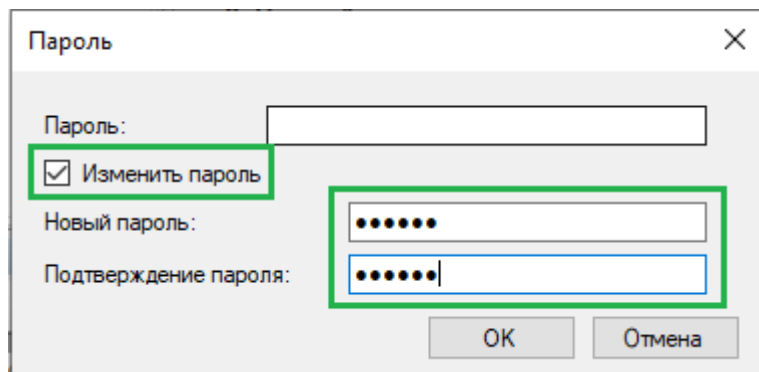 Пароль
Пароль:
Изменить пароль
Новый пароль: ●●●●●●
Подтверждение пароля: ●●●●●●
OK Отмена